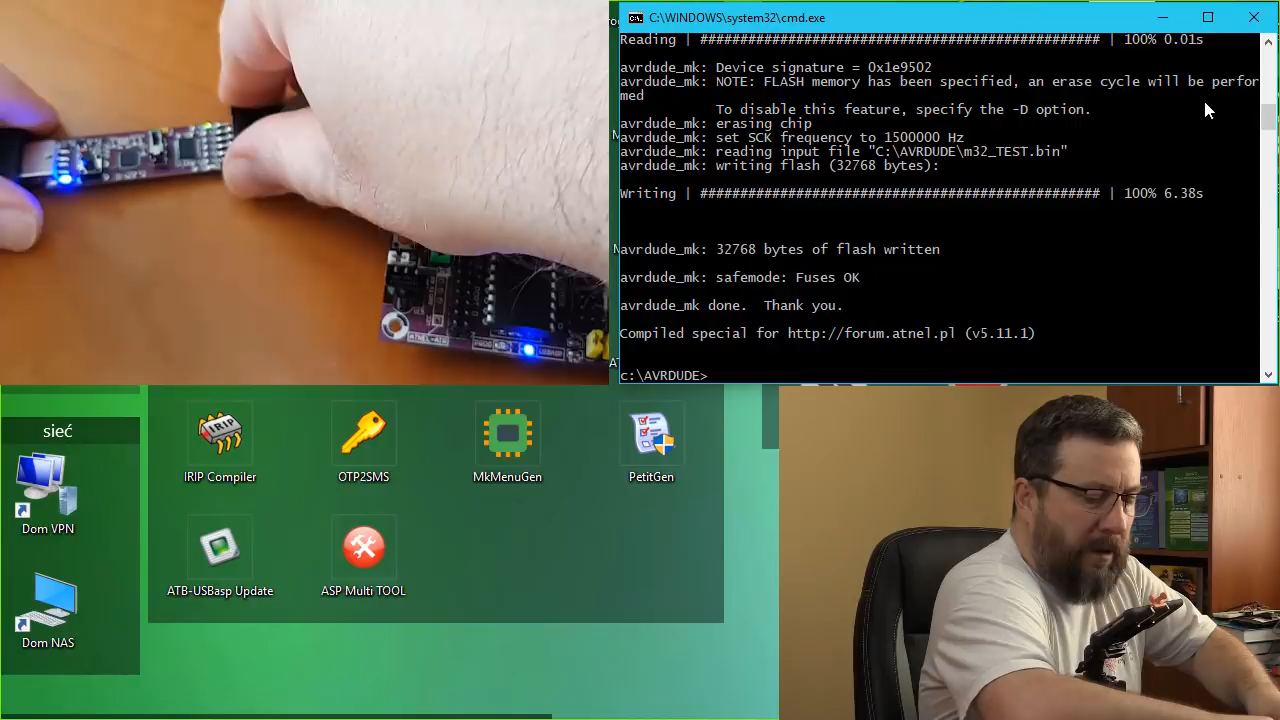 C:\WINDOWS\system32\cmd.exe
Reading | ################################################## | 100% 0.01s
avrdude_mk: Device signature = 0x1e9502
avrdude_mk: NOTE: FLASH memory has been specified, an erase cycle will be perfor
med
To disable this feature, specify the -D option.
avrdude_mk: erasing chip
avrdude_mk: set SCK frequency to 1500000 Hz
avrdude_mk: reading input file "C:\AVRDUDE\m32_TEST.bin"
avrdude_mk: writing flash (32768 bytes):
Writing | ################################################## | 100% 6.38s
avrdude_mk: 32768 bytes of flash written
avrdude_mk: safemode: Fuses OK
avrdude_mk done.  Thank you.
Compiled special for http://forum.atnel.pl (v5.11.1)
c:\AVRDUDE>
sieć
IRIP
IRIP Compiler
OTP2SMS
MkMenuGen
PetitGen
Dom VPN
ATB-USBasp Update
ASP Multi TOOL
Dom NAS